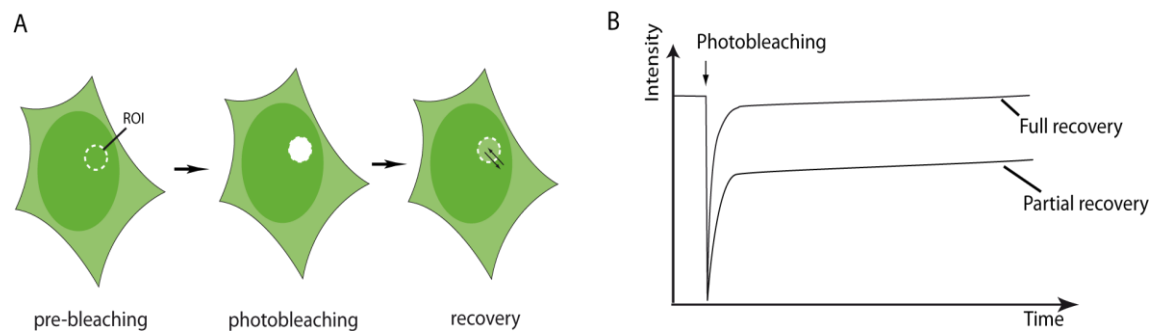 A
ROI
pre-bleaching
photobleaching
recovery
B
Photobleaching
Intensity
Full recovery
Partial recovery
Time